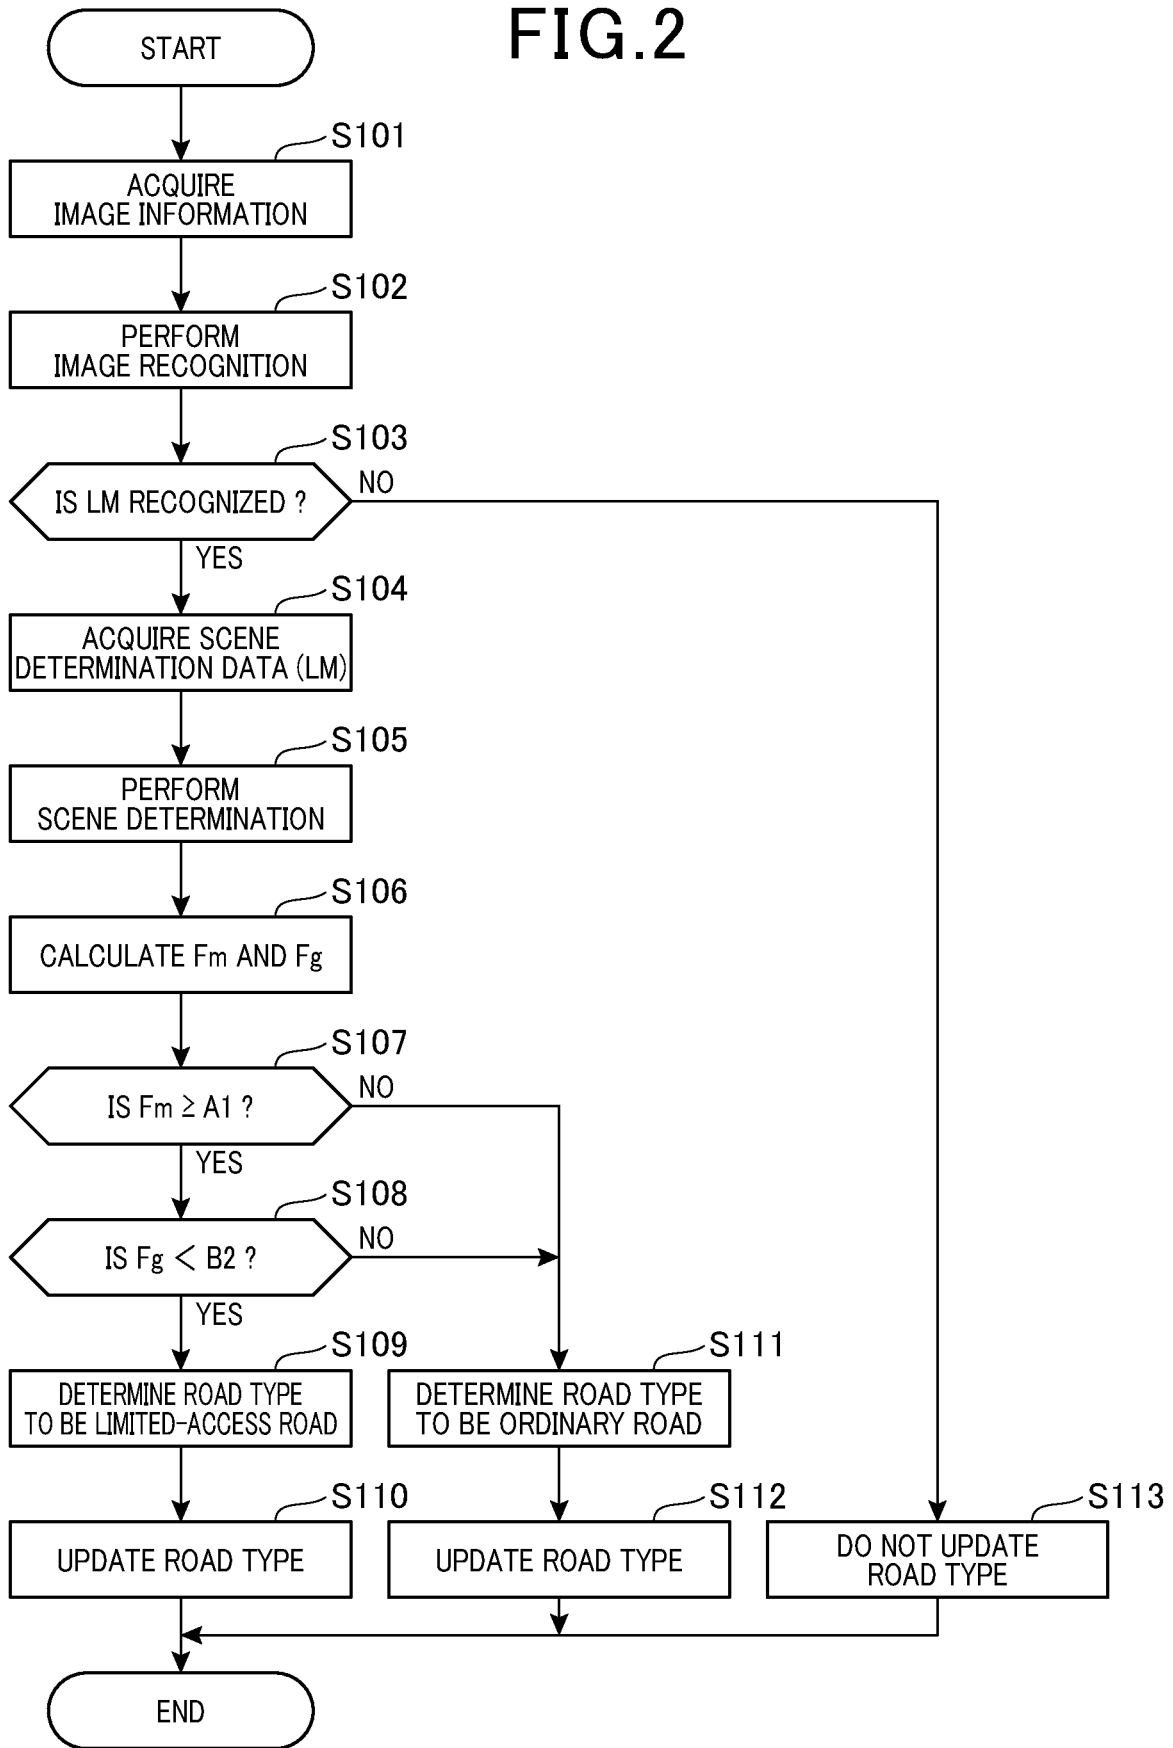 FIG.2
START
S101
ACQUIRE
IMAGE INFORMATION
S102
PERFORM
IMAGE RECOGNITION
S103
IS LM RECOGNIZED ?
NO
YES
S104
ACQUIRE SCENE
DETERMINATION DATA (LM)
S105
PERFORM
SCENE DETERMINATION
S106
CALCULATE Fm AND Fg
S107
IS Fm ≥ A1 ?
NO
YES
S108
IS Fg < B2 ?
NO
YES
S109
DETERMINE ROAD TYPE
TO BE LIMITED-ACCESS ROAD
S111
DETERMINE ROAD TYPE
TO BE ORDINARY ROAD
S110
UPDATE ROAD TYPE
S112
UPDATE ROAD TYPE
S113
DO NOT UPDATE
ROAD TYPE
END